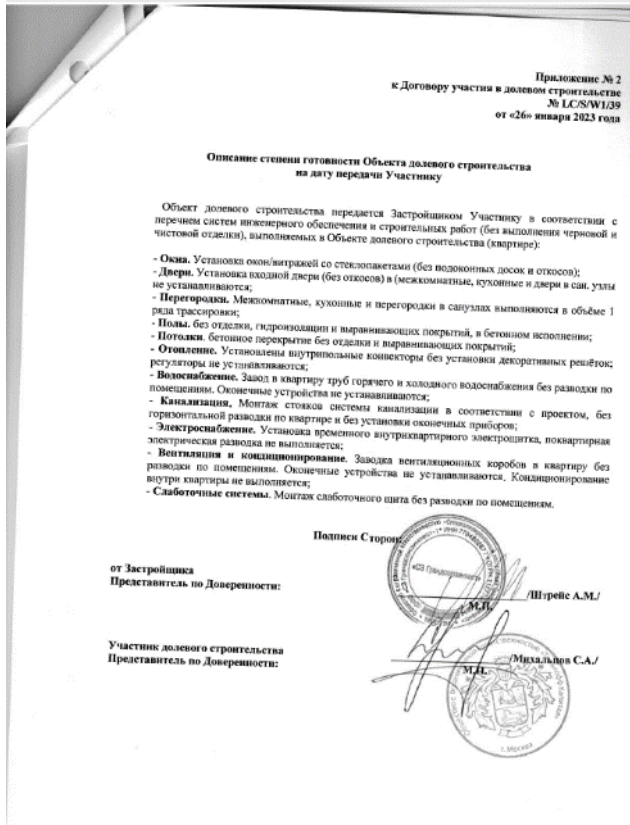 Приложение № 2
к Договору участия в долевом строительстве
№ LC/S/W1/39
от «26» января 2023 года
Описание степени готовности Объекта долевого строительства
на дату передачи Участнику
Объект долевого строительства передается Застройщиком Участнику в соответствии с
перечнем систем инженерного обеспечения и строительных работ (без выполнения черновой и
чистовой отделки), выполняемых в Объекте долевого строительства (квартире):
- Окна. Установка окон/витражей со стеклопакетами (без подоконных досок и откосов);
- Двери. Установка входной двери (без откосов) в (межкомнатные, кухонные и двери в сан. узлы
не устанавливаются;
- Перегородки. Межкомнатные, кухонные и перегородки в санузлах выполняются в объёме 1
ряда трассировки;
- Полы. без отделки, гидроизоляции и выравнивающих покрытий, в бетонном исполнении;
- Потолки. бетонное перекрытие без отделки и выравнивающих покрытий;
- Отопление. Установлены внутрипольные конвекторы без установки декоративных решёток;
регуляторы не устанавливаются;
- Водоснабжение. Завод в квартиру труб горячего и холодного водоснабжения без разводки по
помещениям. Оконечные устройства не устанавливаются;
- Канализация. Монтаж стояков системы канализации в соответствии с проектом, без
горизонтальной разводки по квартире и без установки оконечных приборов;
- Электроснабжение. Установка временного внутриквартирного электрощитка, поквартирная
электрическая разводка не выполняется;
- Вентиляция и кондиционирование. Заводка вентиляционных коробов в квартиру без
разводки по помещениям. Оконечные устройства не устанавливаются. Кондиционирование
внутри квартиры не выполняется;
- Слаботочные системы. Монтаж слаботочного щита без разводки по помещениям.
Подписи Сторон:
от Застройщика
Представитель по Доверенности:
/Штрейс А.М./
М.П.
Участник долевого строительства
Представитель по Доверенности:
/Михальцов С.А./
М.П.
г. Москва